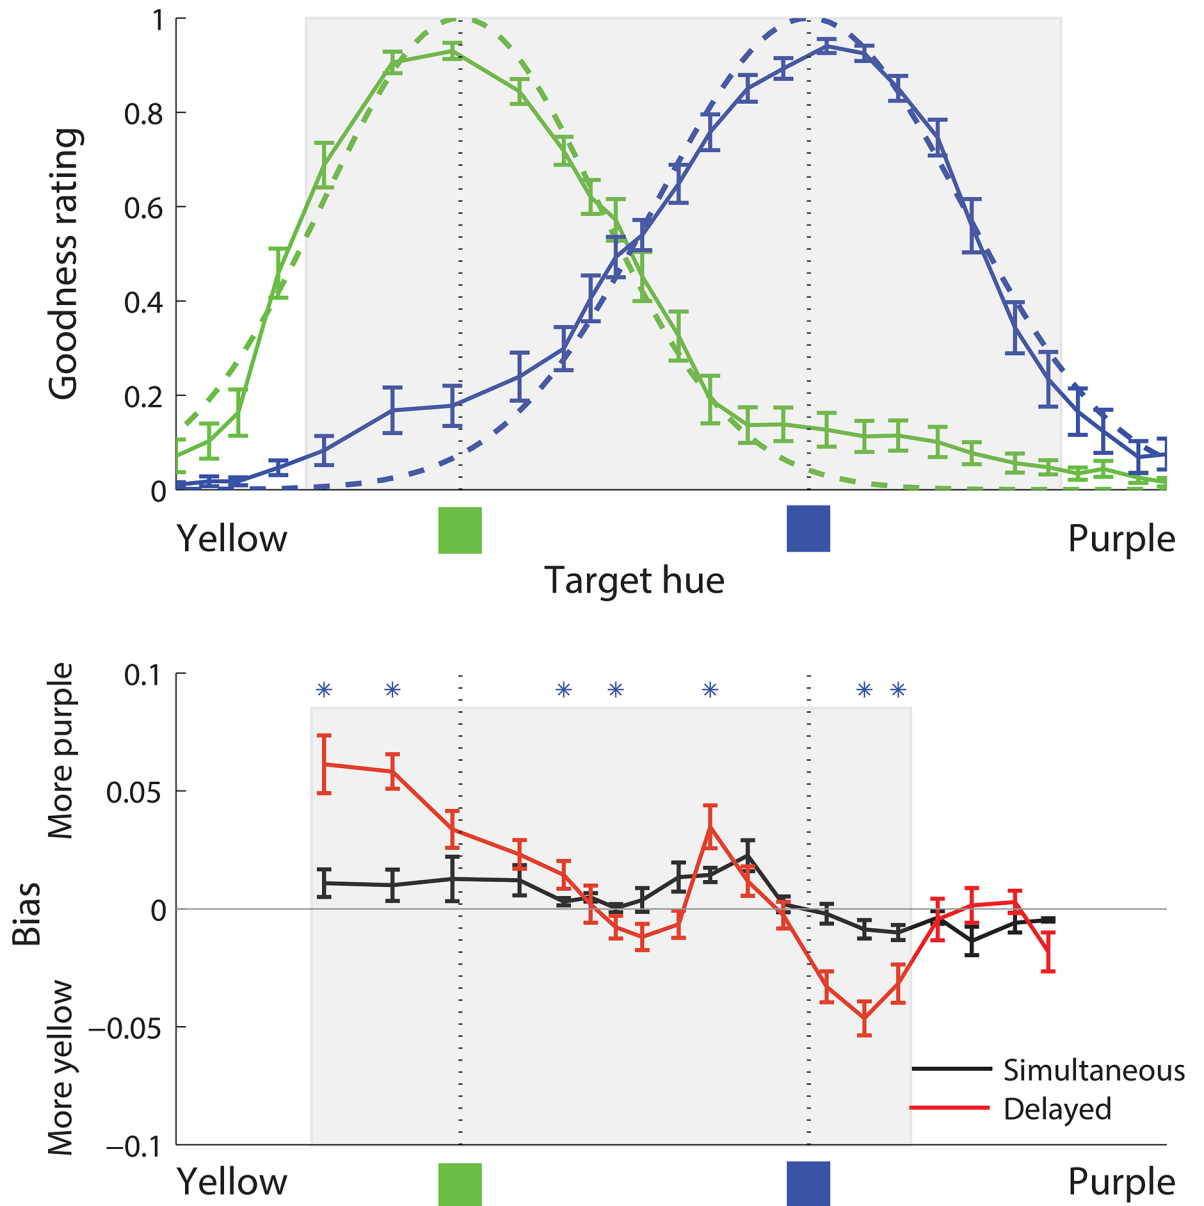 Goodness rating
1
0.8
0.6
0.4
0.2
0
Yellow
Purple
Target hue
More purple
Bias
More yellow
0.1
0.05
0
−0.05
−0.1
Simultaneous
Delayed
Yellow
Purple